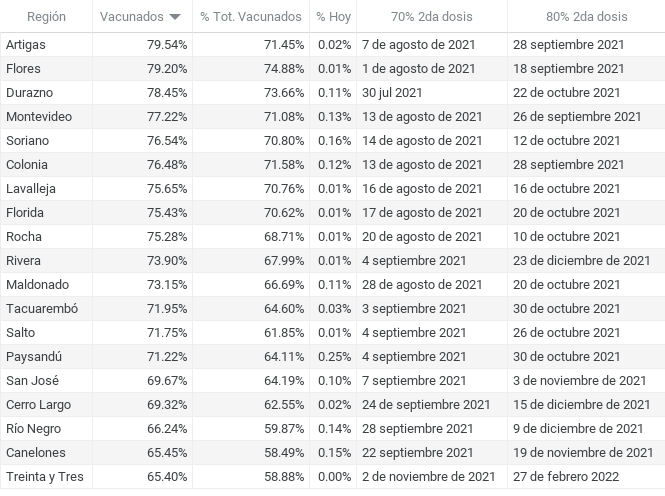 Región Vacunados % Tot. Vacunados % Hoy 70% 2da dosis 80% 2da dosis
Artigas 79.54% 71.45% 0.02% 7 de agosto de 2021 28 septiembre 2021
Flores 79.20% 74.88% 0.01% 1 de agosto de 2021 18 septiembre 2021
Durazno 78.45% 73.66% 0.11% 30 jul 2021 22 de octubre 2021
Montevideo 77.22% 71.08% 0.13% 13 de agosto de 2021 26 de septiembre 2021
Soriano 76.54% 70.80% 0.16% 14 de agosto de 2021 12 de octubre 2021
Colonia 76.48% 71.58% 0.12% 13 de agosto de 2021 28 septiembre 2021
Lavalleja 75.65% 70.76% 0.01% 16 de agosto de 2021 16 de octubre 2021
Florida 75.43% 70.62% 0.01% 17 de agosto de 2021 20 de octubre 2021
Rocha 75.28% 68.71% 0.01% 20 de agosto de 2021 10 de octubre 2021
Rivera 73.90% 67.99% 0.01% 4 septiembre 2021 23 de diciembre de 2021
Maldonado 73.15% 66.69% 0.11% 28 de agosto de 2021 20 de octubre 2021
Tacuarembó 71.95% 64.60% 0.03% 3 septiembre 2021 30 de octubre 2021
Salto 71.75% 61.85% 0.01% 4 septiembre 2021 26 de octubre 2021
Paysandú 71.22% 64.11% 0.25% 4 septiembre 2021 30 de octubre 2021
San José 69.67% 64.19% 0.10% 7 septiembre 2021 3 de noviembre de 2021
Cerro Largo 69.32% 62.55% 0.02% 24 de septiembre 2021 15 de diciembre de 2021
Río Negro 66.24% 59.87% 0.14% 28 septiembre 2021 9 de diciembre de 2021
Canelones 65.45% 58.49% 0.15% 22 septiembre 2021 19 de noviembre de 2021
Treinta y Tres 65.40% 58.88% 0.00% 2 de noviembre de 2021 27 de febrero 2022